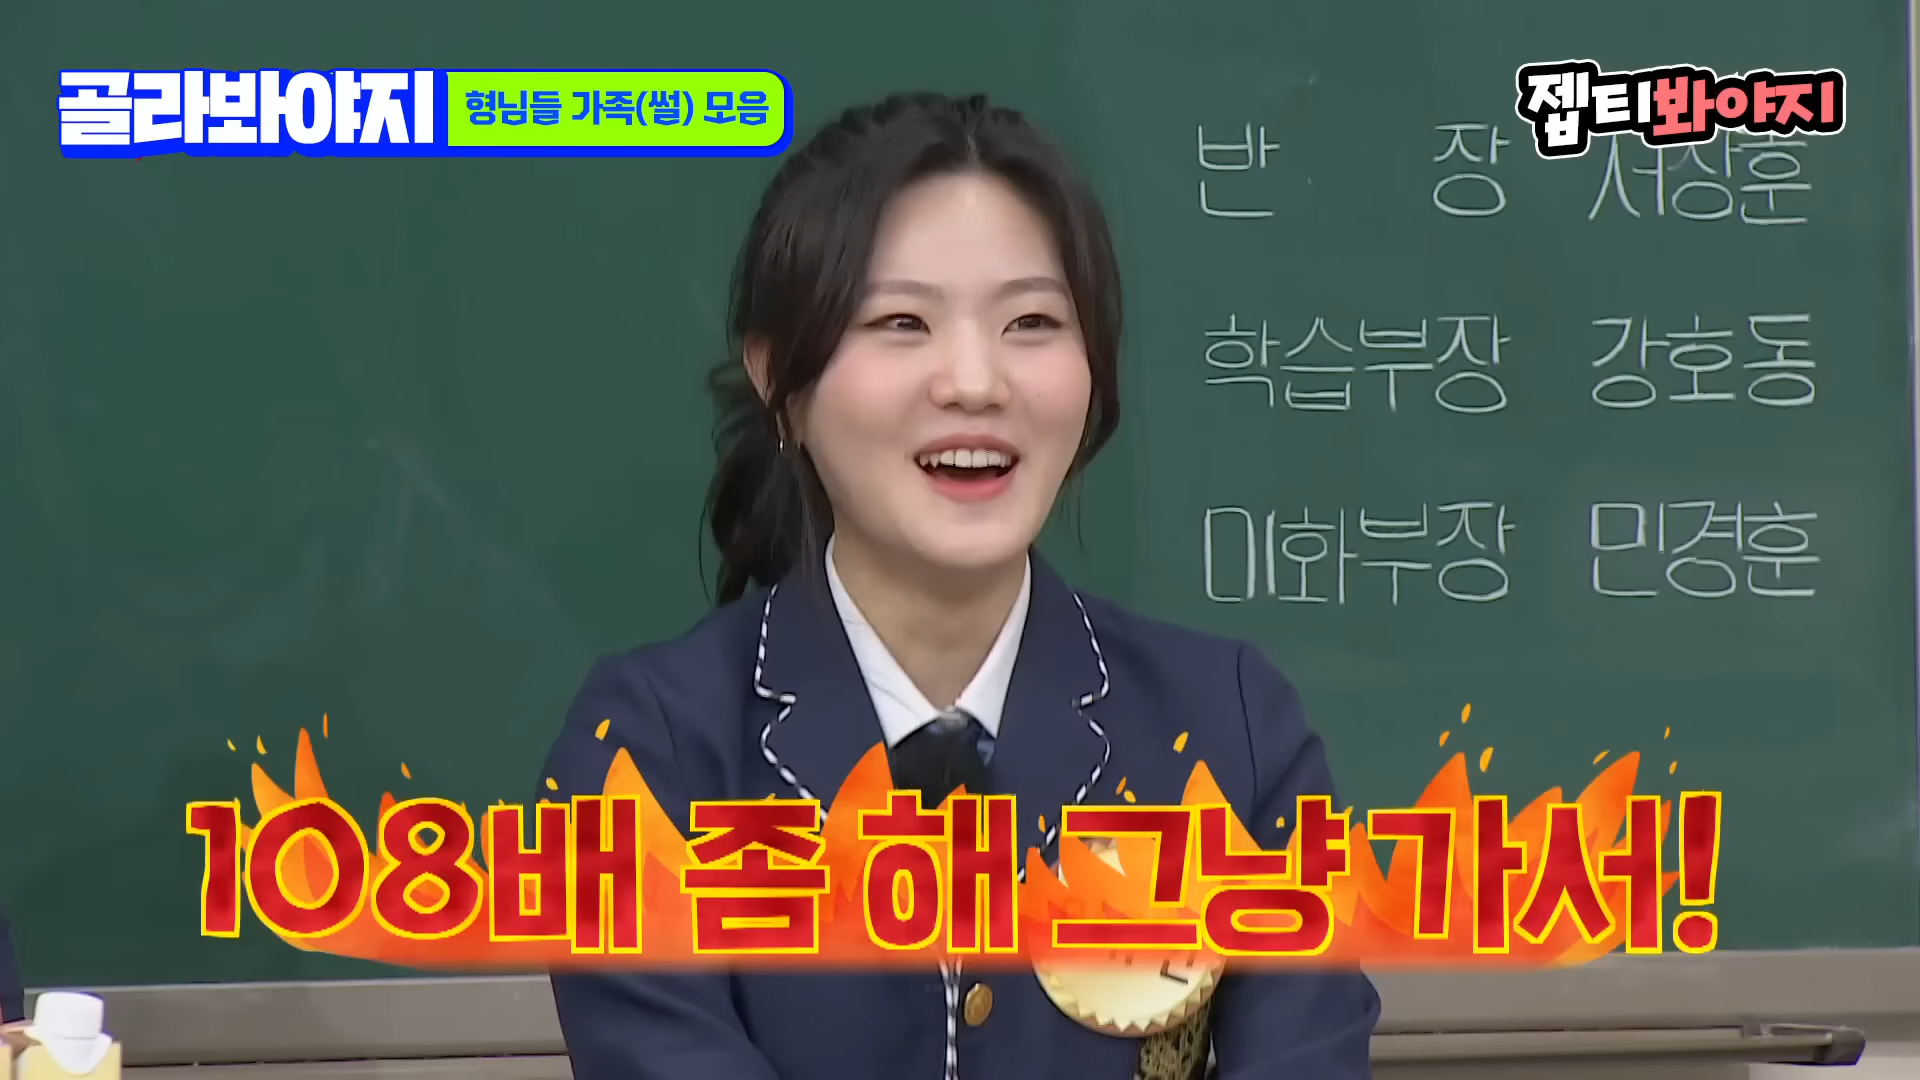 골라봐야지 형님들 가족(썰) 모음
젭티봐야지
반 장 서장훈
학습부장 강호동
미화부장 민경훈
108배 좀 해 그냥 가서!